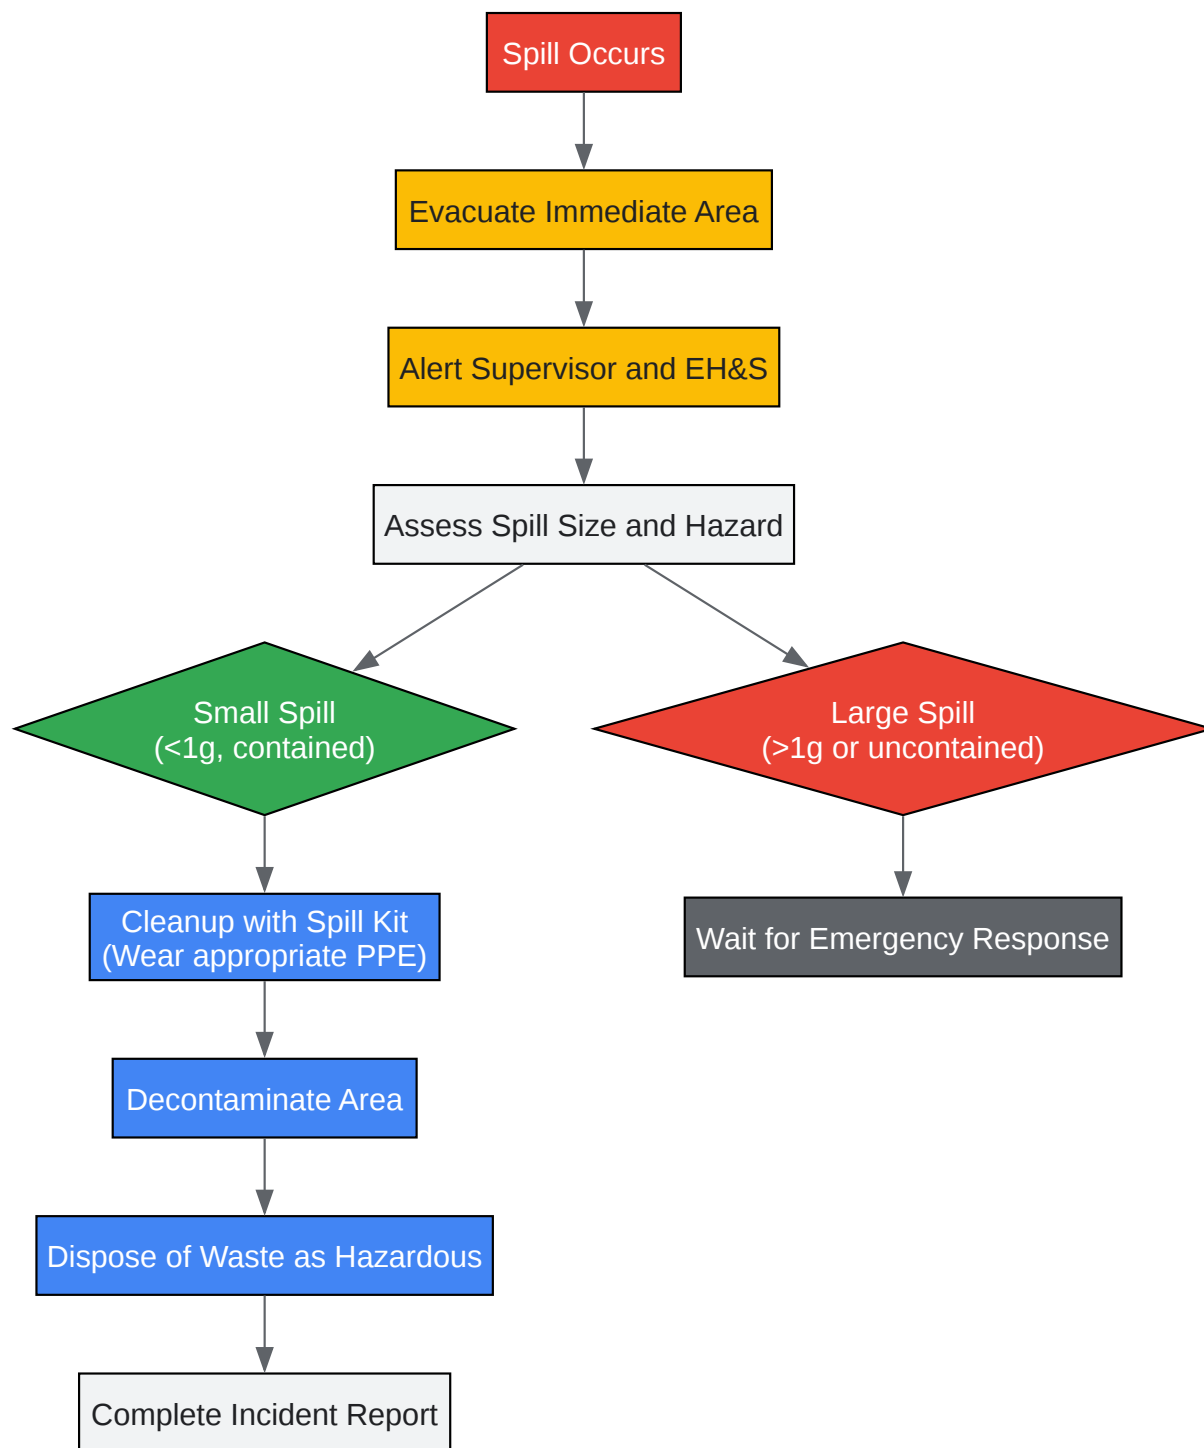 Spill Occurs
Evacuate Immediate Area
Alert Supervisor and EH&S
Assess Spill Size and Hazard
Small Spill
(<1g, contained)
Large Spill
(>1g or uncontained)
Cleanup with Spill Kit
(Wear appropriate PPE)
Wait for Emergency Response
Decontaminate Area
Dispose of Waste as Hazardous
Complete Incident Report